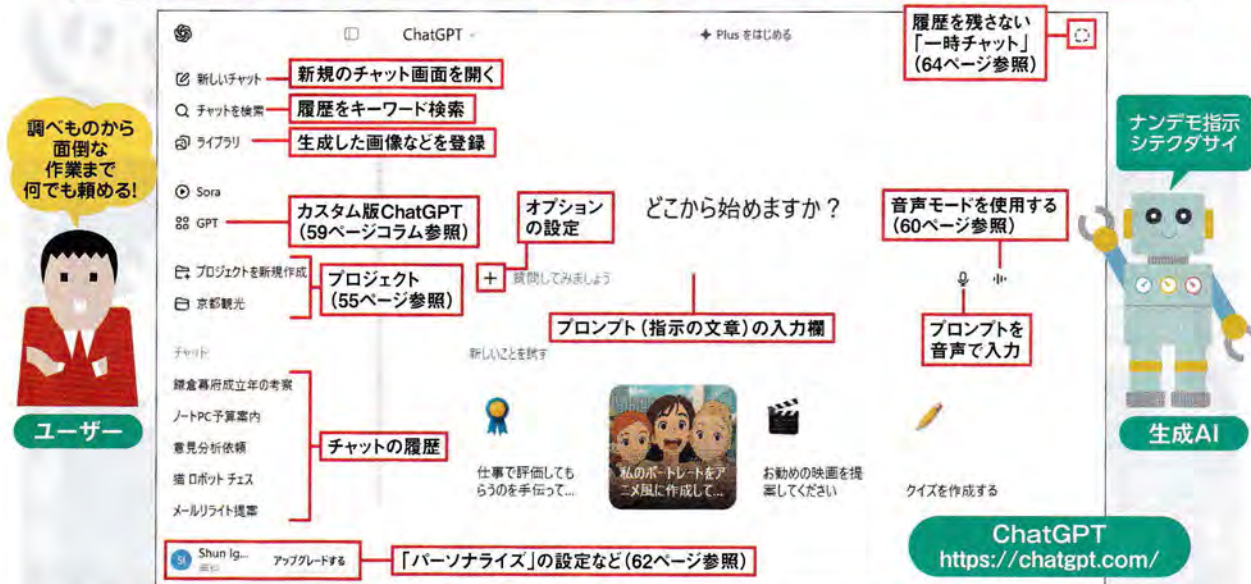 ChatGPT
Plus をはじめる
履歴を残さない
「一時チャット」
(64ページ参照)
新しいチャット
新規のチャット画面を開く
チャットを検索
履歴をキーワード検索
ライブラリ
生成した画像などを登録
調べものから
面倒な
作業まで
何でも頼める!
ナンデモ指示
シテクダサイ
Sora
GPT
カスタム版ChatGPT
(59ページコラム参照)
オプション
の設定
どこから始めますか?
音声モードを使用する
(60ページ参照)
プロジェクトを新規作成
京都観光
プロジェクト
(55ページ参照)
質問してみましょう
プロンプト(指示の文章)の入力欄
プロンプトを
音声で入力
チャット
新しいことを試す
鎌倉幕府成立年の考察
ノートPC予算案内
意見分析依頼
猫 ロボット チェス
メールリライト提案
チャットの履歴
ユーザー
生成AI
仕事で評価しても
らうのを手伝って...
私のポートレートをア
ニメ風に作成して...
お勧めの映画を提
案してください
クイズを作成する
SI
Shun Ig...
無料
アップグレードする
「パーソナライズ」の設定など(62ページ参照)
ChatGPT
https://chatgpt.com/